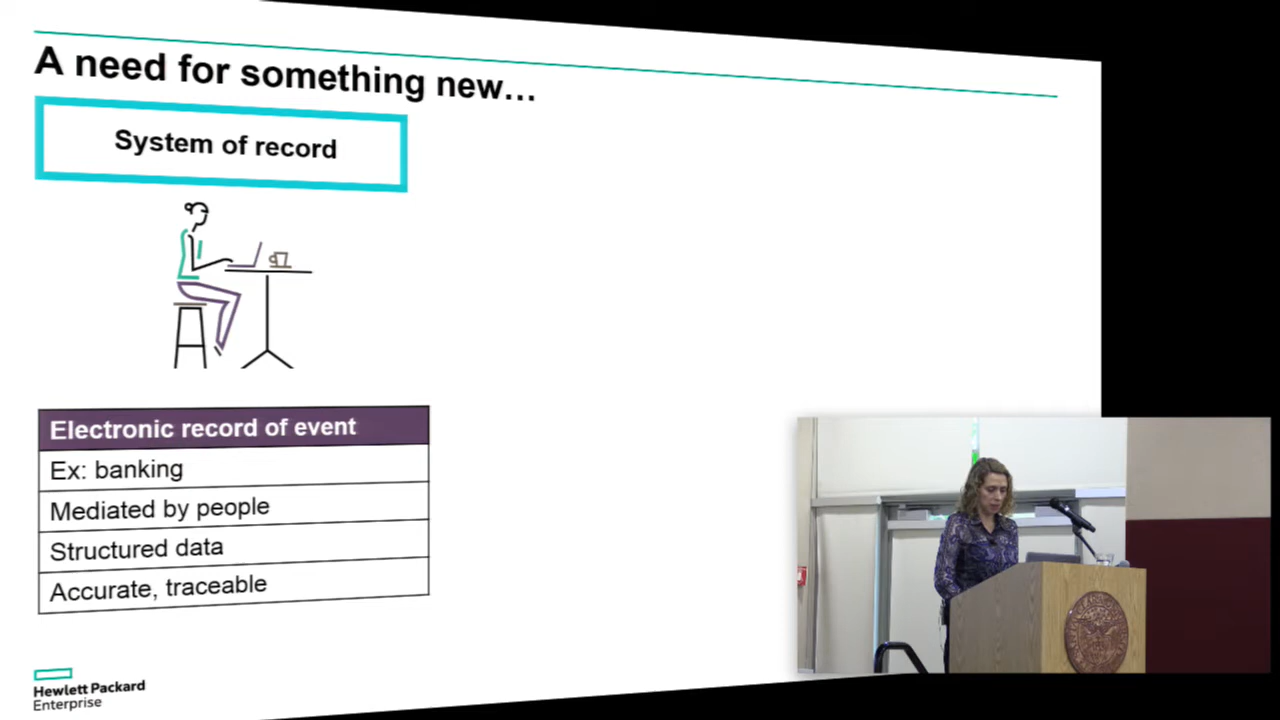 A need for something new…
System of record
Electronic record of event
Ex: banking
Mediated by people
Structured data
Accurate, traceable
Hewlett Packard
Enterprise